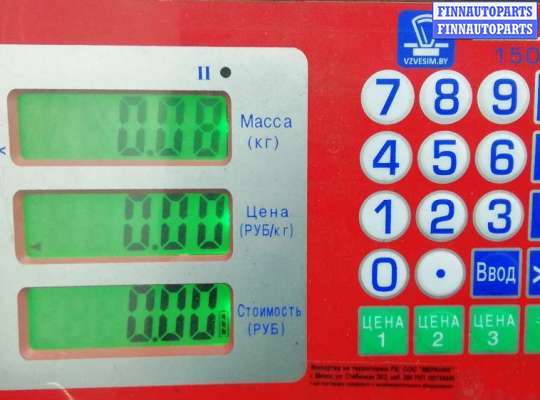 FINNAUTOPARTS
FINNAUTOPARTS
VZVESIM.BY
150
II
0.08
Масса
(кг)
7 8 9
4 5 6
0.00
Цена
(РУБ/кг)
1 2 3
0 . Ввод >
0.00
Стоимость
(РУБ)
ЦЕНА 1
ЦЕНА 2
ЦЕНА 3